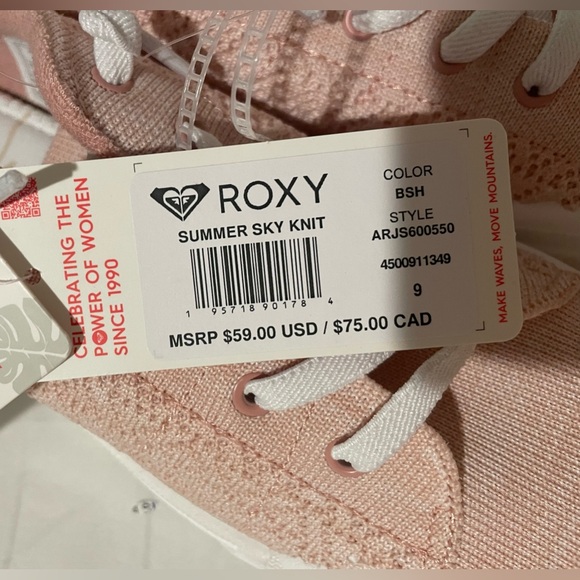 CELEBRATING THE
POWER OF WOMEN
SINCE 1990
ROXY
SUMMER SKY KNIT
1 95718 90178 4
MSRP $59.00 USD / $75.00 CAD
COLOR
BSH
STYLE
ARJS600550
4500911349
9
MAKE WAVES, MOVE MOUNTAINS.